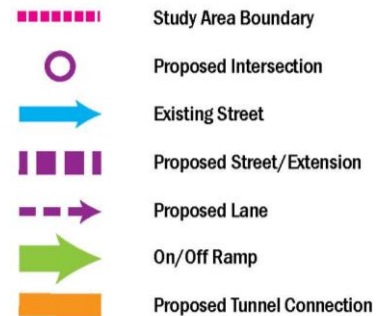 Study Area Boundary
Proposed Intersection
Existing Street
Proposed Street/Extension
Proposed Lane
On/Off Ramp
Proposed Tunnel Connection